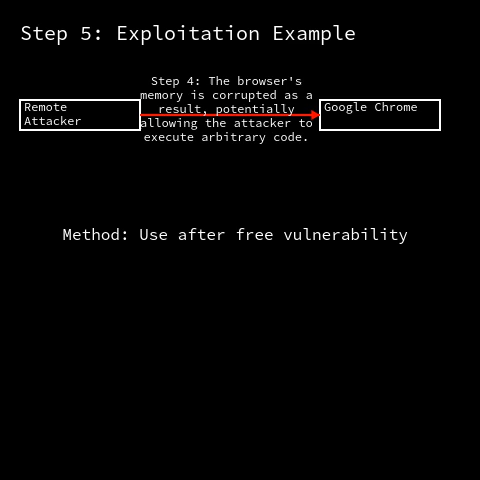 Step 5: Exploitation Example
Step 4: The browser's
memory is corrupted as a
result, potentially
allowing the attacker to
execute arbitrary code.
Remote
Attacker
Google Chrome
Method: Use after free vulnerability